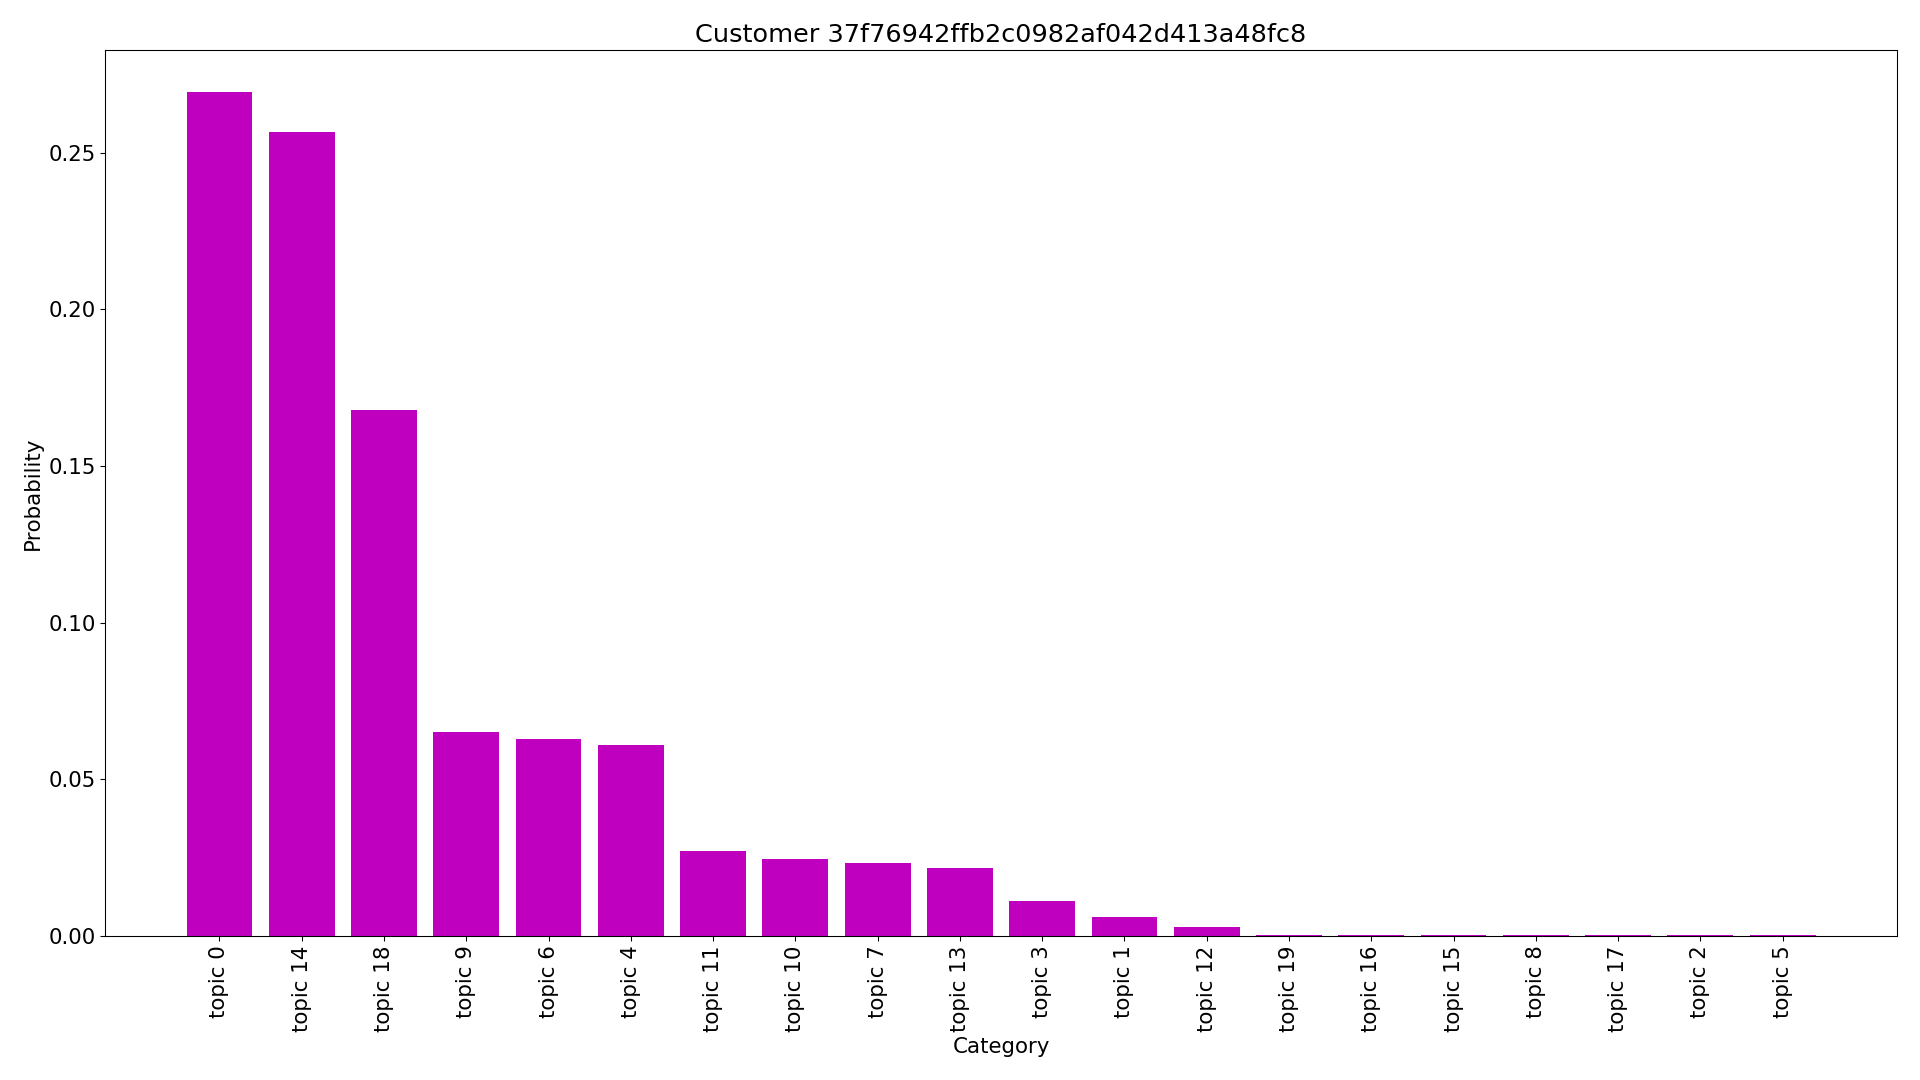 Customer 37f76942ffb2c0982af042d413a48fc8
Probability
0.25
0.20
0.15
0.10
0.05
0.00
topic 0
topic 14
topic 18
topic 9
topic 6
topic 4
topic 11
topic 10
topic 7
topic 13
topic 3
topic 1
topic 12
topic 19
topic 16
topic 15
topic 8
topic 17
topic 2
topic 5
Category